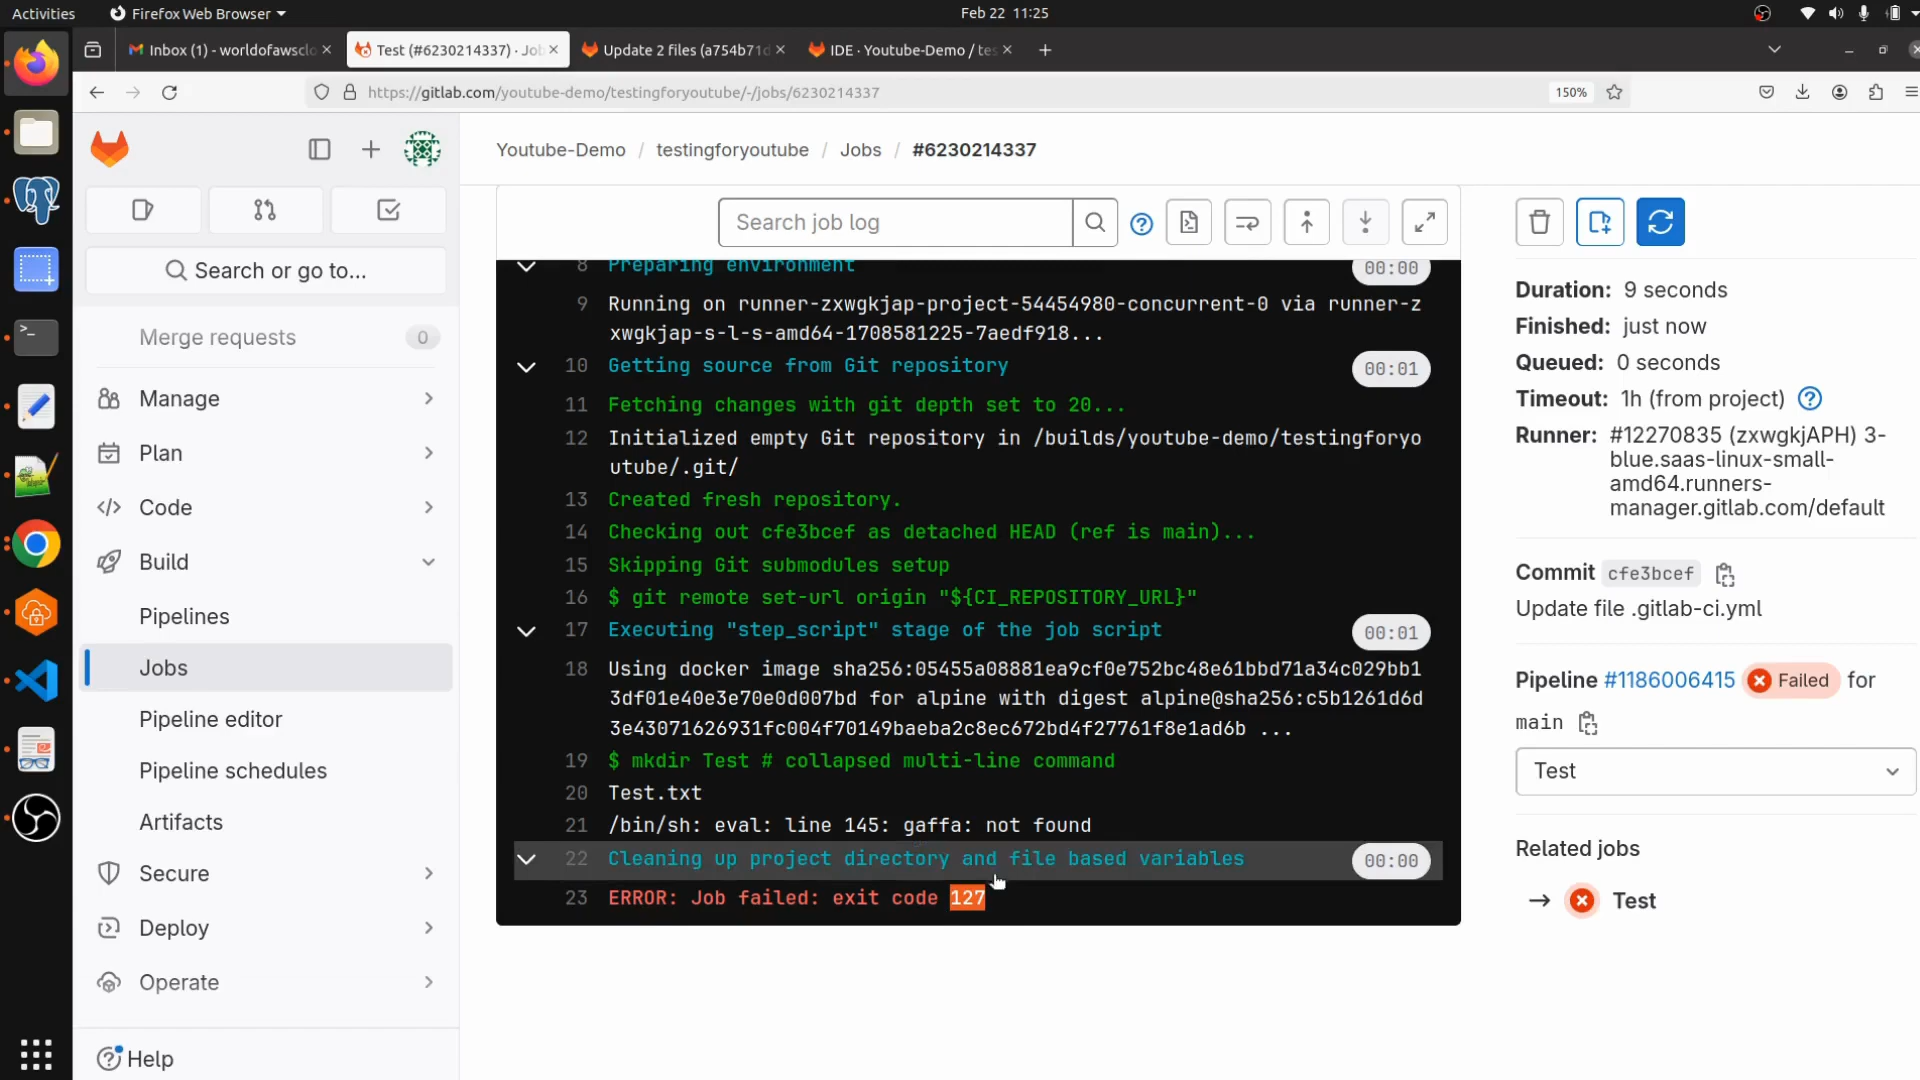 Activities
Firefox Web Browser
Feb 22 11:25
Inbox (1) - worldofawsclo
Test (#6230214337) · Jo
Update 2 files (a754b71d
IDE · Youtube-Demo / tes
https://gitlab.com/youtube-demo/testingforyoutube/-/jobs/6230214337
150%
Youtube-Demo / testingforyoutube / Jobs / #6230214337
Search or go to...
Merge requests
0
Manage
Plan
Code
Build
Pipelines
Jobs
Pipeline editor
Pipeline schedules
Artifacts
Secure
Deploy
Operate
Help
Search job log
8 Preparing environment 00:00
9 Running on runner-zxwgkjap-project-54454980-concurrent-0 via runner-z
xwgkjap-s-l-s-amd64-1708581225-7aedf918...
10 Getting source from Git repository 00:01
11 Fetching changes with git depth set to 20...
12 Initialized empty Git repository in /builds/youtube-demo/testingforyo
utube/.git/
13 Created fresh repository.
14 Checking out cfe3bcef as detached HEAD (ref is main)...
15 Skipping Git submodules setup
16 $ git remote set-url origin "${CI_REPOSITORY_URL}"
17 Executing "step_script" stage of the job script 00:01
18 Using docker image sha256:05455a08881ea9cf0e752bc48e61bbd71a34c029bb1
3df01e40e3e70e0d007bd for alpine with digest alpine@sha256:c5b1261d6d
3e43071626931fc004f70149baeba2c8ec672bd4f27761f8e1ad6b ...
19 $ mkdir Test # collapsed multi-line command
20 Test.txt
21 /bin/sh: eval: line 145: gaffa: not found
22 Cleaning up project directory and file based variables 00:00
23 ERROR: Job failed: exit code 127
Duration: 9 seconds
Finished: just now
Queued: 0 seconds
Timeout: 1h (from project)
Runner: #12270835 (zxwgkjAPH) 3-
blue.saas-linux-small-
amd64.runners-
manager.gitlab.com/default
Commit cfe3bcef
Update file .gitlab-ci.yml
Pipeline #1186006415 Failed for
main
Test
Related jobs
Test